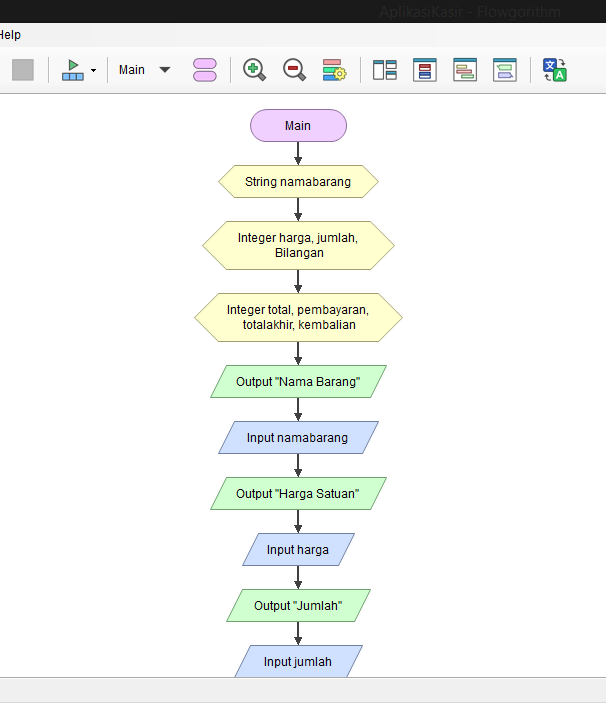 AplikasiKasir - Flowgorithm
Help
Main
Main
String namabarang
Integer harga, jumlah,
Bilangan
Integer total, pembayaran,
totalakhir, kembalian
Output "Nama Barang"
Input namabarang
Output "Harga Satuan"
Input harga
Output "Jumlah"
Input jumlah